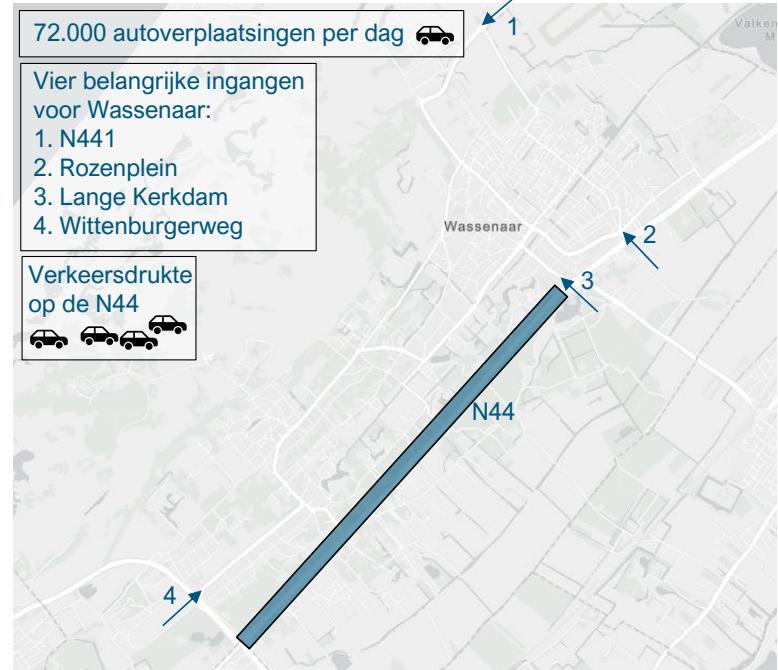 72.000 autoverplaatsingen per dag
Vier belangrijke ingangen
voor Wassenaar:
1. N441
2. Rozenplein
3. Lange Kerkdam
4. Wittenburgerweg
Verkeersdrukte
op de N44
1
Wassenaar
2
3
N44
4